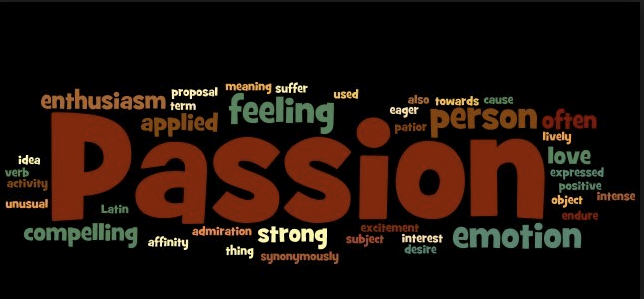 meaning suffer
proposal
used
enthusiasm
term
feeling
also towards cause
eager
applied
patior
person
often
Passion
lively
idea
love
verb
expressed
activity
positive
unusual
object
intense
Latin
endure
compelling
affinity
admiration
strong
excitement
subject
interest
emotion
thing
desire
synonymously